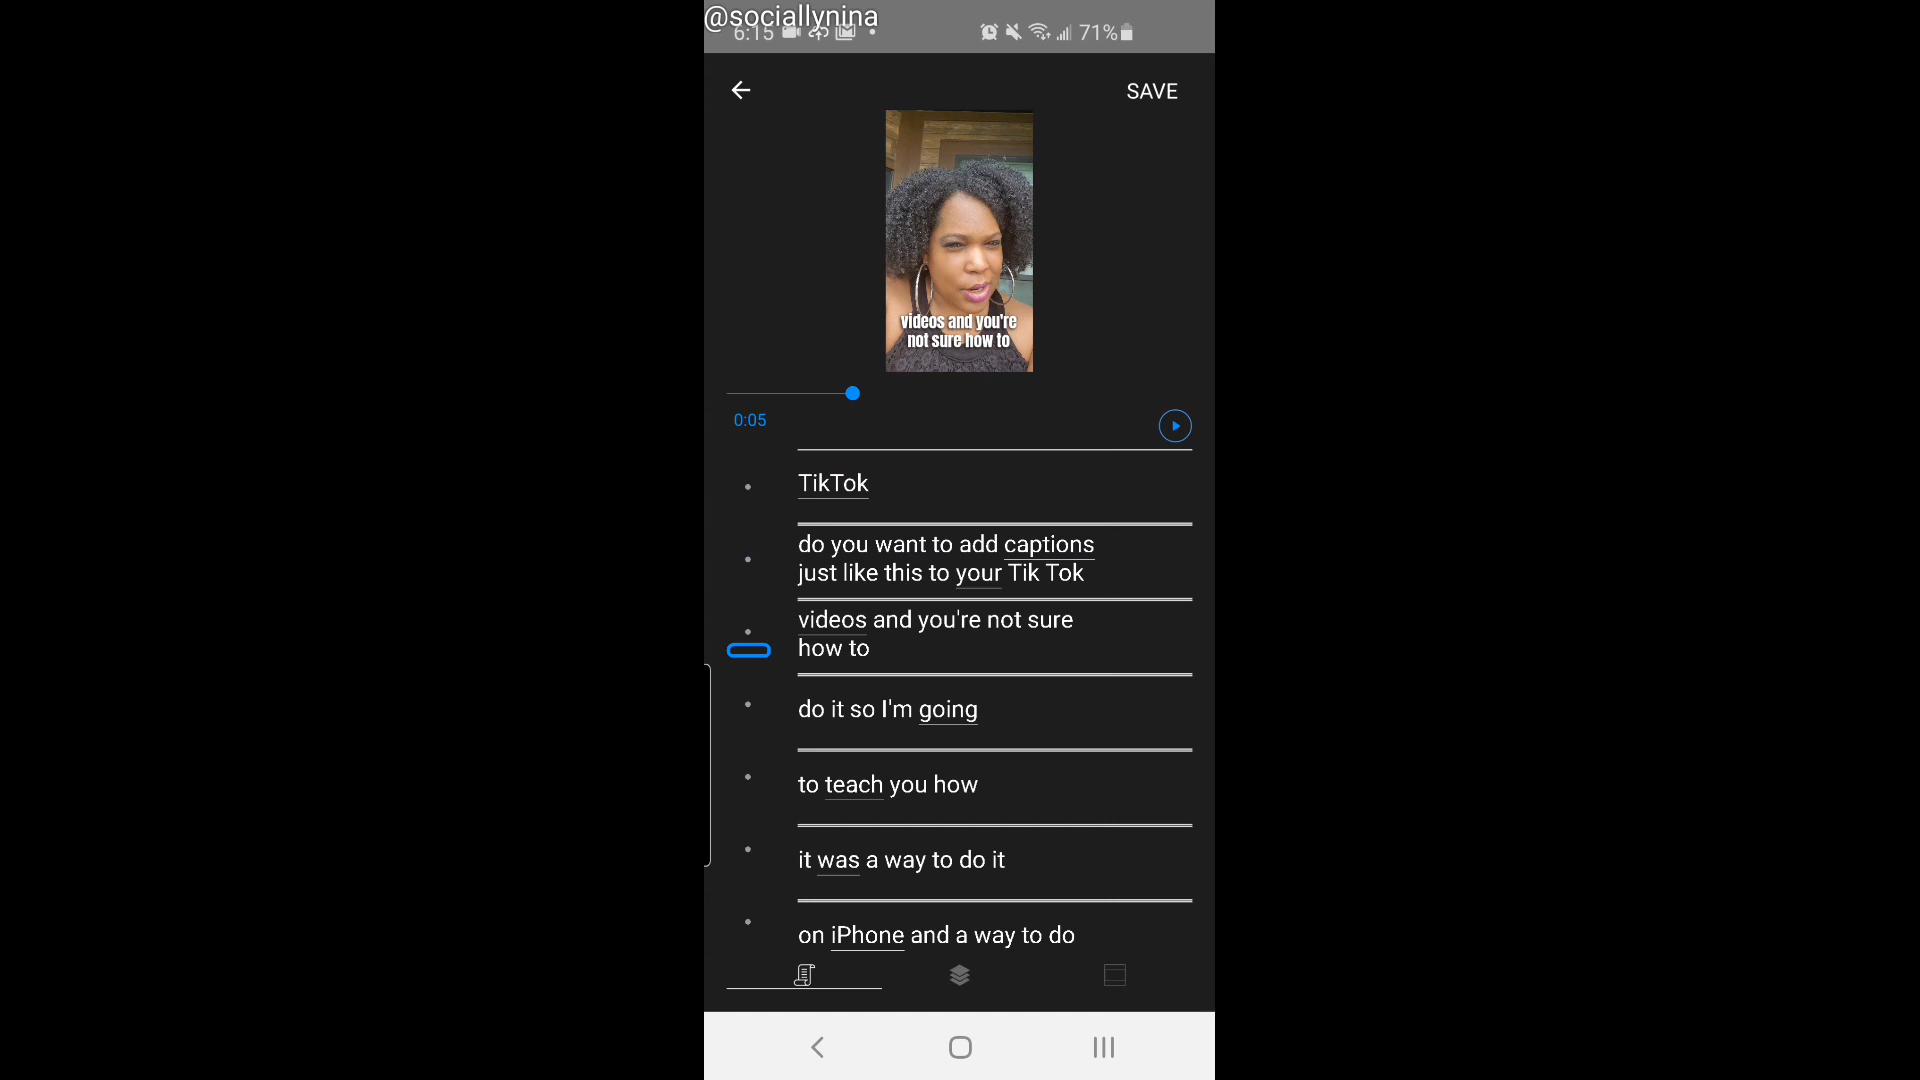 @sociallynina
6:15
71%
SAVE
videos and you're
not sure how to
0:05
TikTok
do you want to add captions
just like this to your Tik Tok
videos and you're not sure
how to
do it so I'm going
to teach you how
it was a way to do it
on iPhone and a way to do